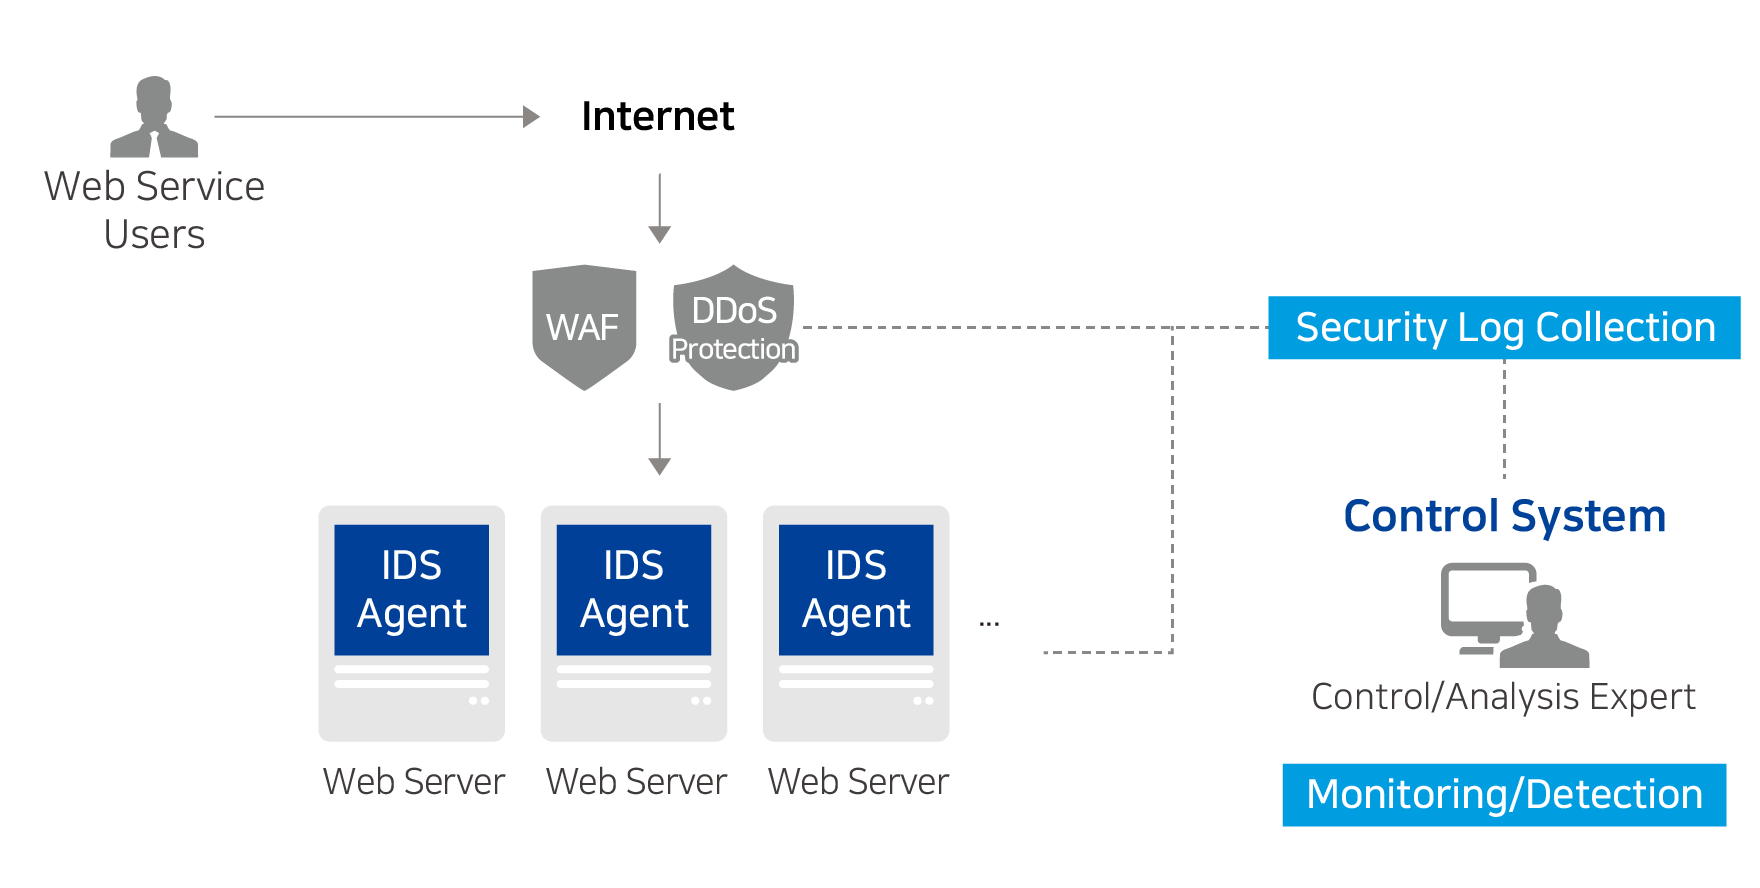 Internet
Web Service
Users
WAF
DDoS
Protection
Security Log Collection
IDS
Agent
IDS
Agent
IDS
Agent
...
Web Server
Web Server
Web Server
Control System
Control/Analysis Expert
Monitoring/Detection